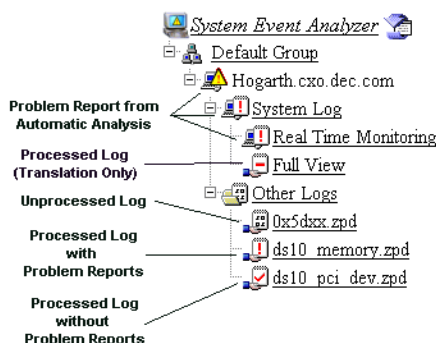 System Event Analyzer
Default Group
Hogarth.cxo.dec.com
Problem Report from
Automatic Analysis
System Log
Real Time Monitoring
Processed Log
(Translation Only)
Full View
Other Logs
Unprocessed Log
0x5dxx.zpd
Processed Log
with
Problem Reports
ds10_memory.zpd
ds10_pci_dev.zpd
Processed Log
without
Problem Reports